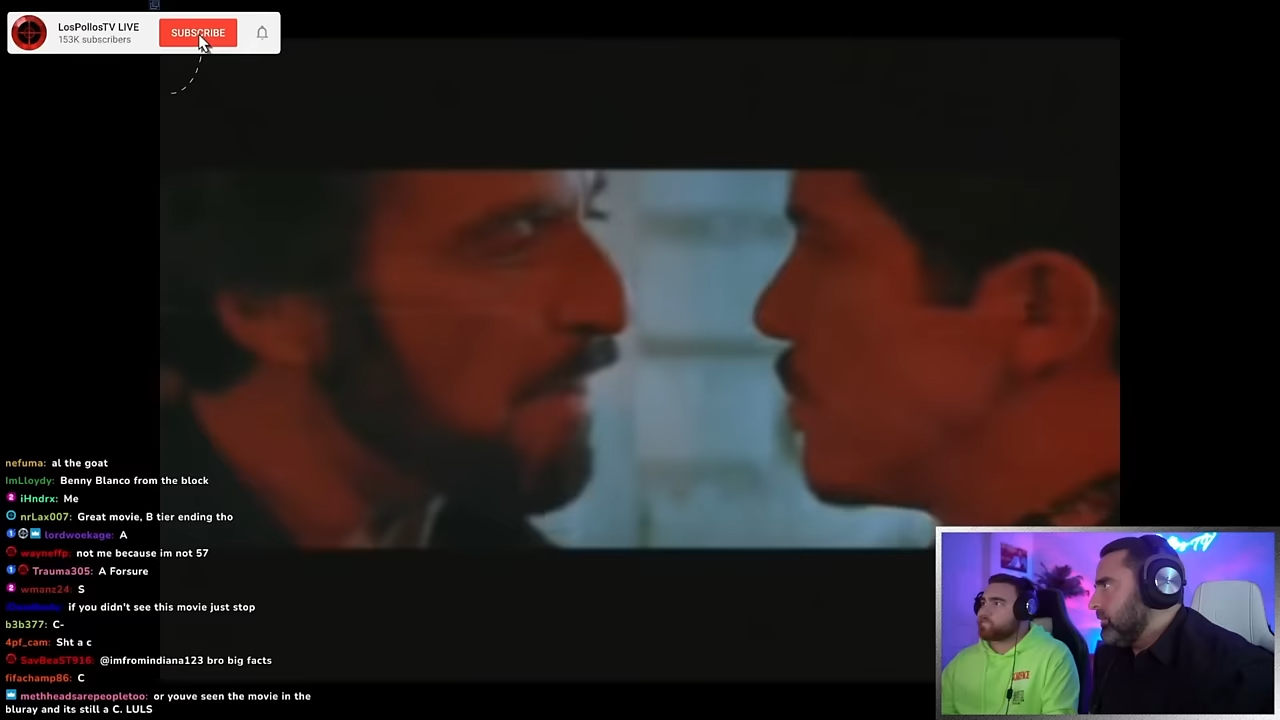 LosPollosTV LIVE
153K subscribers
SUBSCRIBE
nefuma: al the goat
ImLloydy: Benny Blanco from the block
iHndrx: Me
nrLax007: Great movie, B tier ending tho
lordwoekage: A
wayneffp: not me because im not 57
Trauma305: A Forsure
wmanz24: S
if you didn't see this movie just stop
b3b377: C-
4pf_cam: Sht a c
SavBeaST916: @imfromindiana123 bro big facts
fifachamp86: C
methheadsarepeopletoo: or youve seen the movie in the
bluray and its still a C. LULS